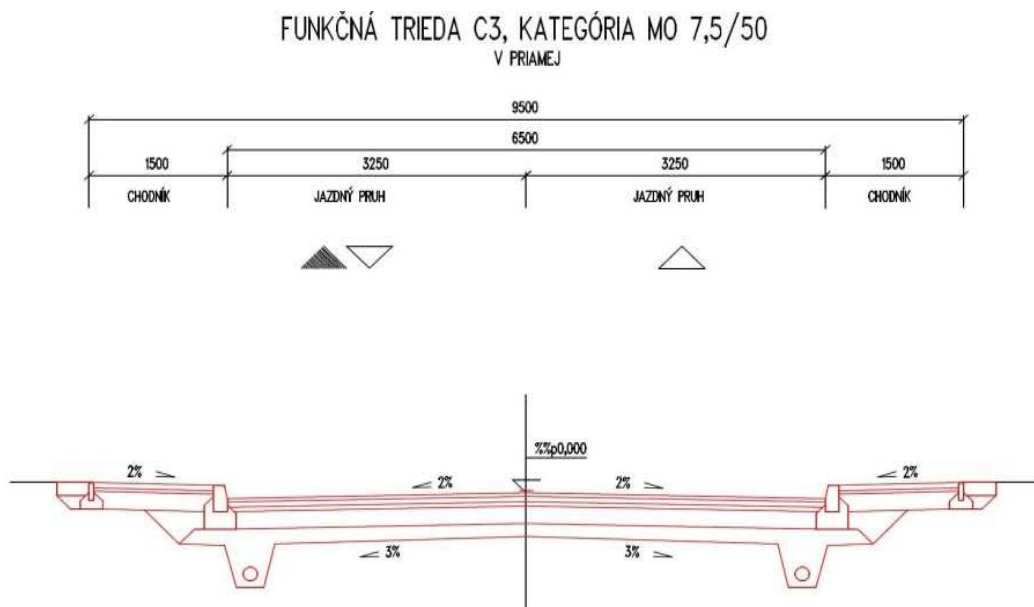 FUNKČNÁ TRIEDA C3, KATEGÓRIA MO 7,5/50
V PRIAMEJ
9500
6500
1500 3250 3250 1500
CHODNÍK JAZDNÝ PRUH JAZDNÝ PRUH CHODNÍK
%%p0,000
2% 2% 2% 2%
3% 3%